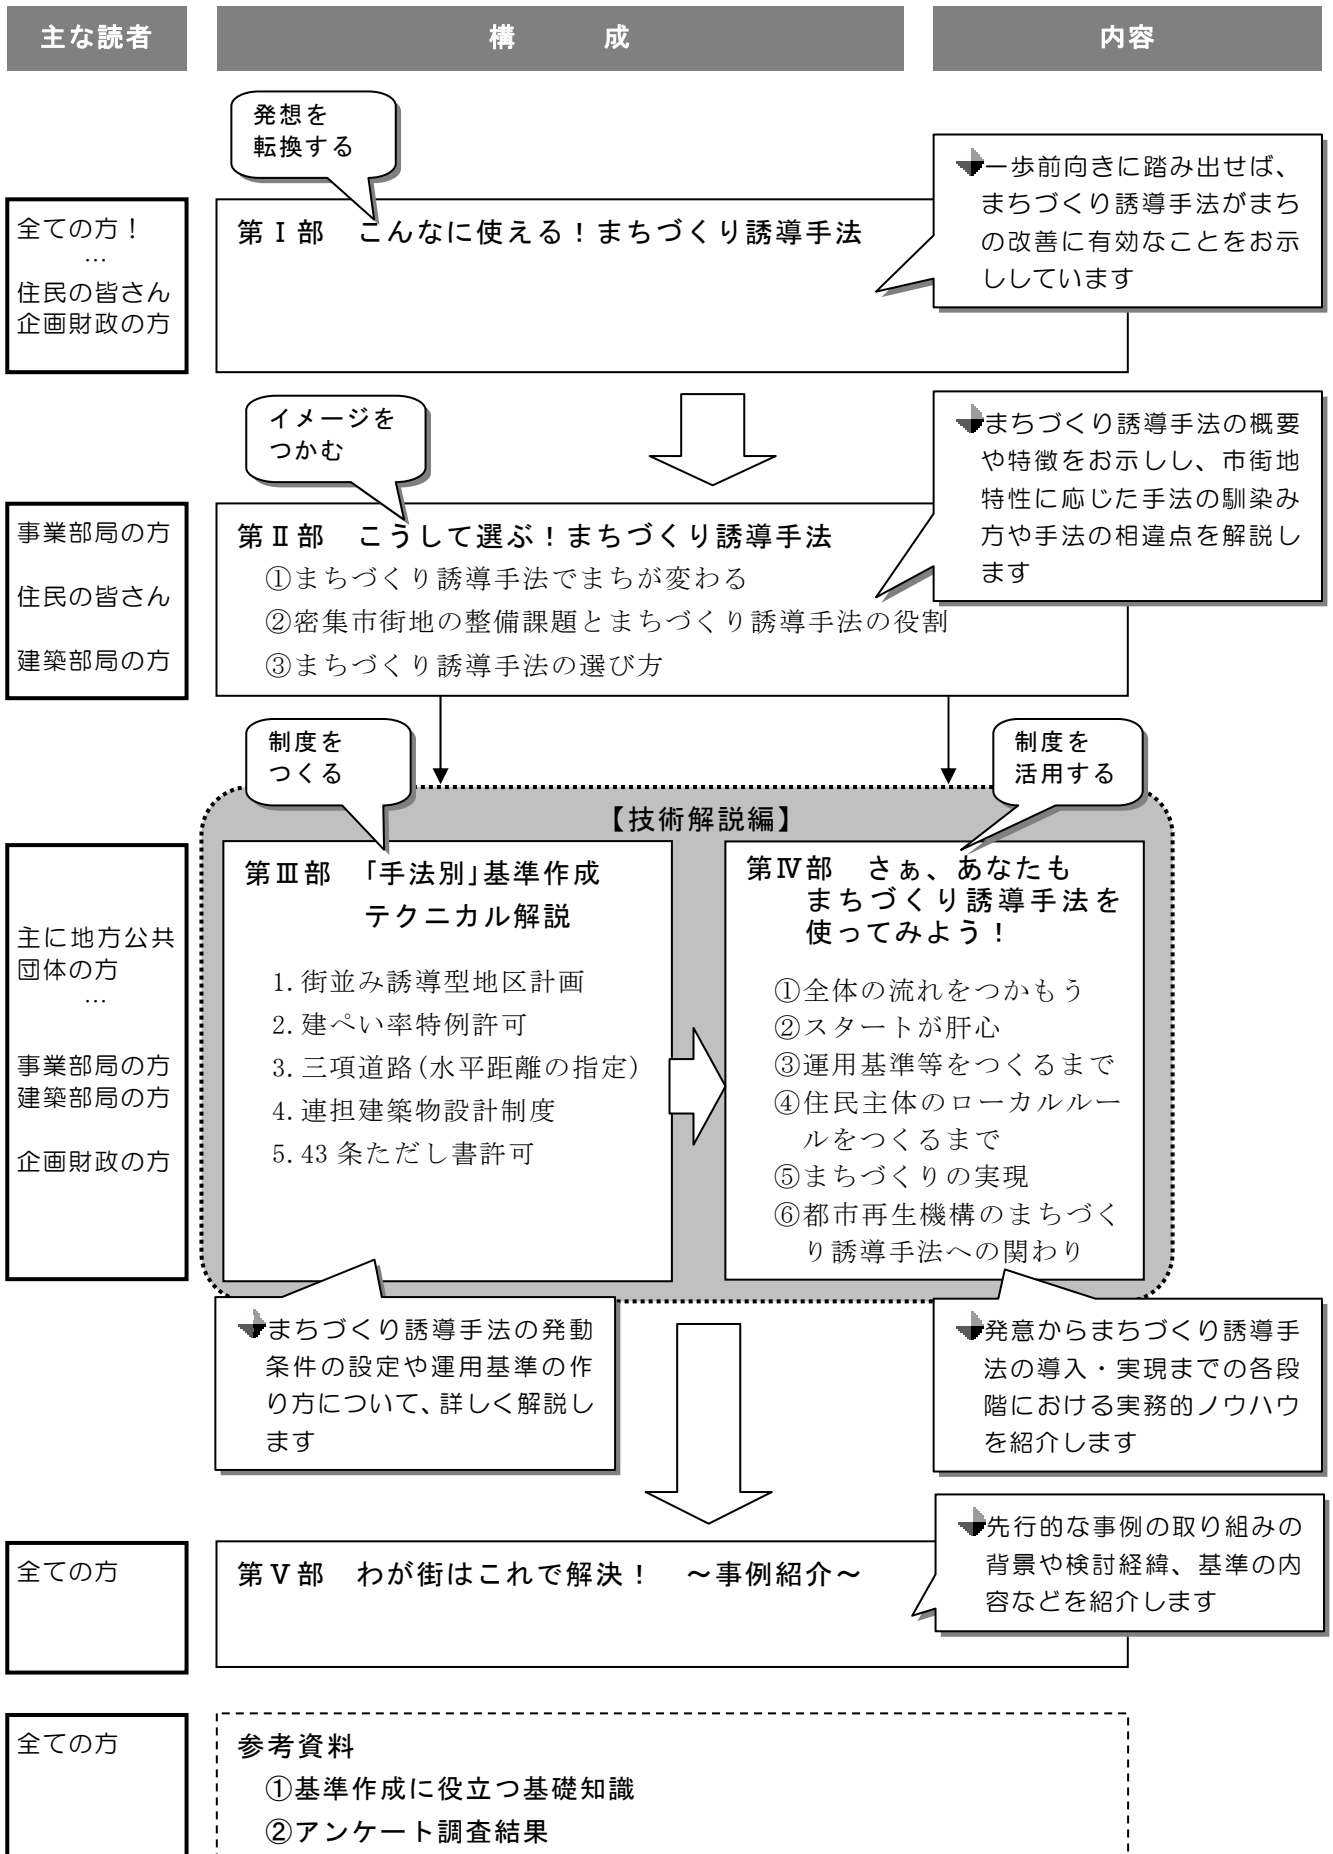 主な読者
構　　　成
内容
発想を
転換する
一歩前向きに踏み出せば、
まちづくり誘導手法がまち
の改善に有効なことをお示
ししています
全ての方！
…
住民の皆さん
企画財政の方
第Ⅰ部　こんなに使える！まちづくり誘導手法
イメージを
つかむ
まちづくり誘導手法の概要
や特徴をお示しし、市街地
特性に応じた手法の馴染み
方や手法の相違点を解説し
ます
事業部局の方
住民の皆さん
建築部局の方
第Ⅱ部　こうして選ぶ！まちづくり誘導手法
①まちづくり誘導手法でまちが変わる
②密集市街地の整備課題とまちづくり誘導手法の役割
③まちづくり誘導手法の選び方
制度を
つくる
制度を
活用する
【技術解説編】
主に地方公共
団体の方
…
事業部局の方
建築部局の方
企画財政の方
第Ⅲ部　「手法別」基準作成
テクニカル解説
1.街並み誘導型地区計画
2.建ぺい率特例許可
3.三項道路(水平距離の指定)
4.連担建築物設計制度
5.43条ただし書許可
第Ⅳ部　さぁ、あなたも
まちづくり誘導手法を
使ってみよう！
①全体の流れをつかもう
②スタートが肝心
③運用基準等をつくるまで
④住民主体のローカルルー
ルをつくるまで
⑤まちづくりの実現
⑥都市再生機構のまちづく
り誘導手法への関わり
まちづくり誘導手法の発動
条件の設定や運用基準の作
り方について、詳しく解説し
ます
発意からまちづくり誘導手
法の導入・実現までの各段
階における実務的ノウハウ
を紹介します
先行的な事例の取り組みの
背景や検討経緯、基準の内
容などを紹介します
全ての方
第Ⅴ部　わが街はこれで解決！　～事例紹介～
全ての方
参考資料
①基準作成に役立つ基礎知識
②アンケート調査結果